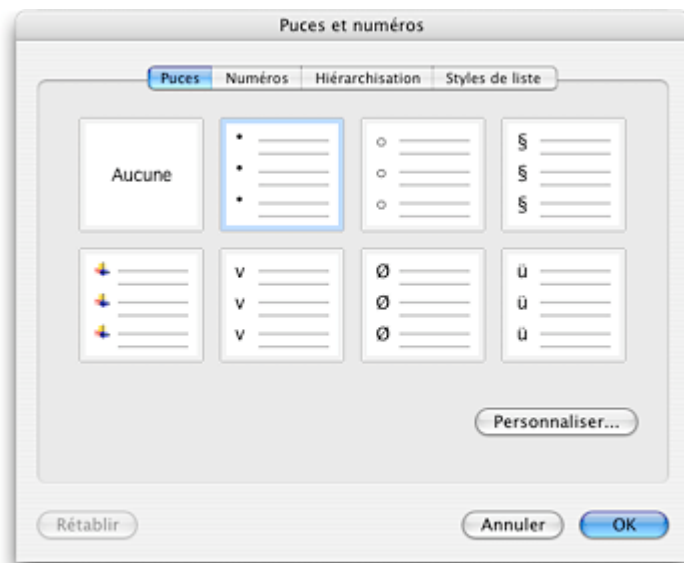 Puces et numéros
Puces Numéros Hiérarchisation Styles de liste
Aucune
•
•
•
○
○
○
§
§
§
v
v
v
Ø
Ø
Ø
ü
ü
ü
Personnaliser...
Rétablir Annuler OK